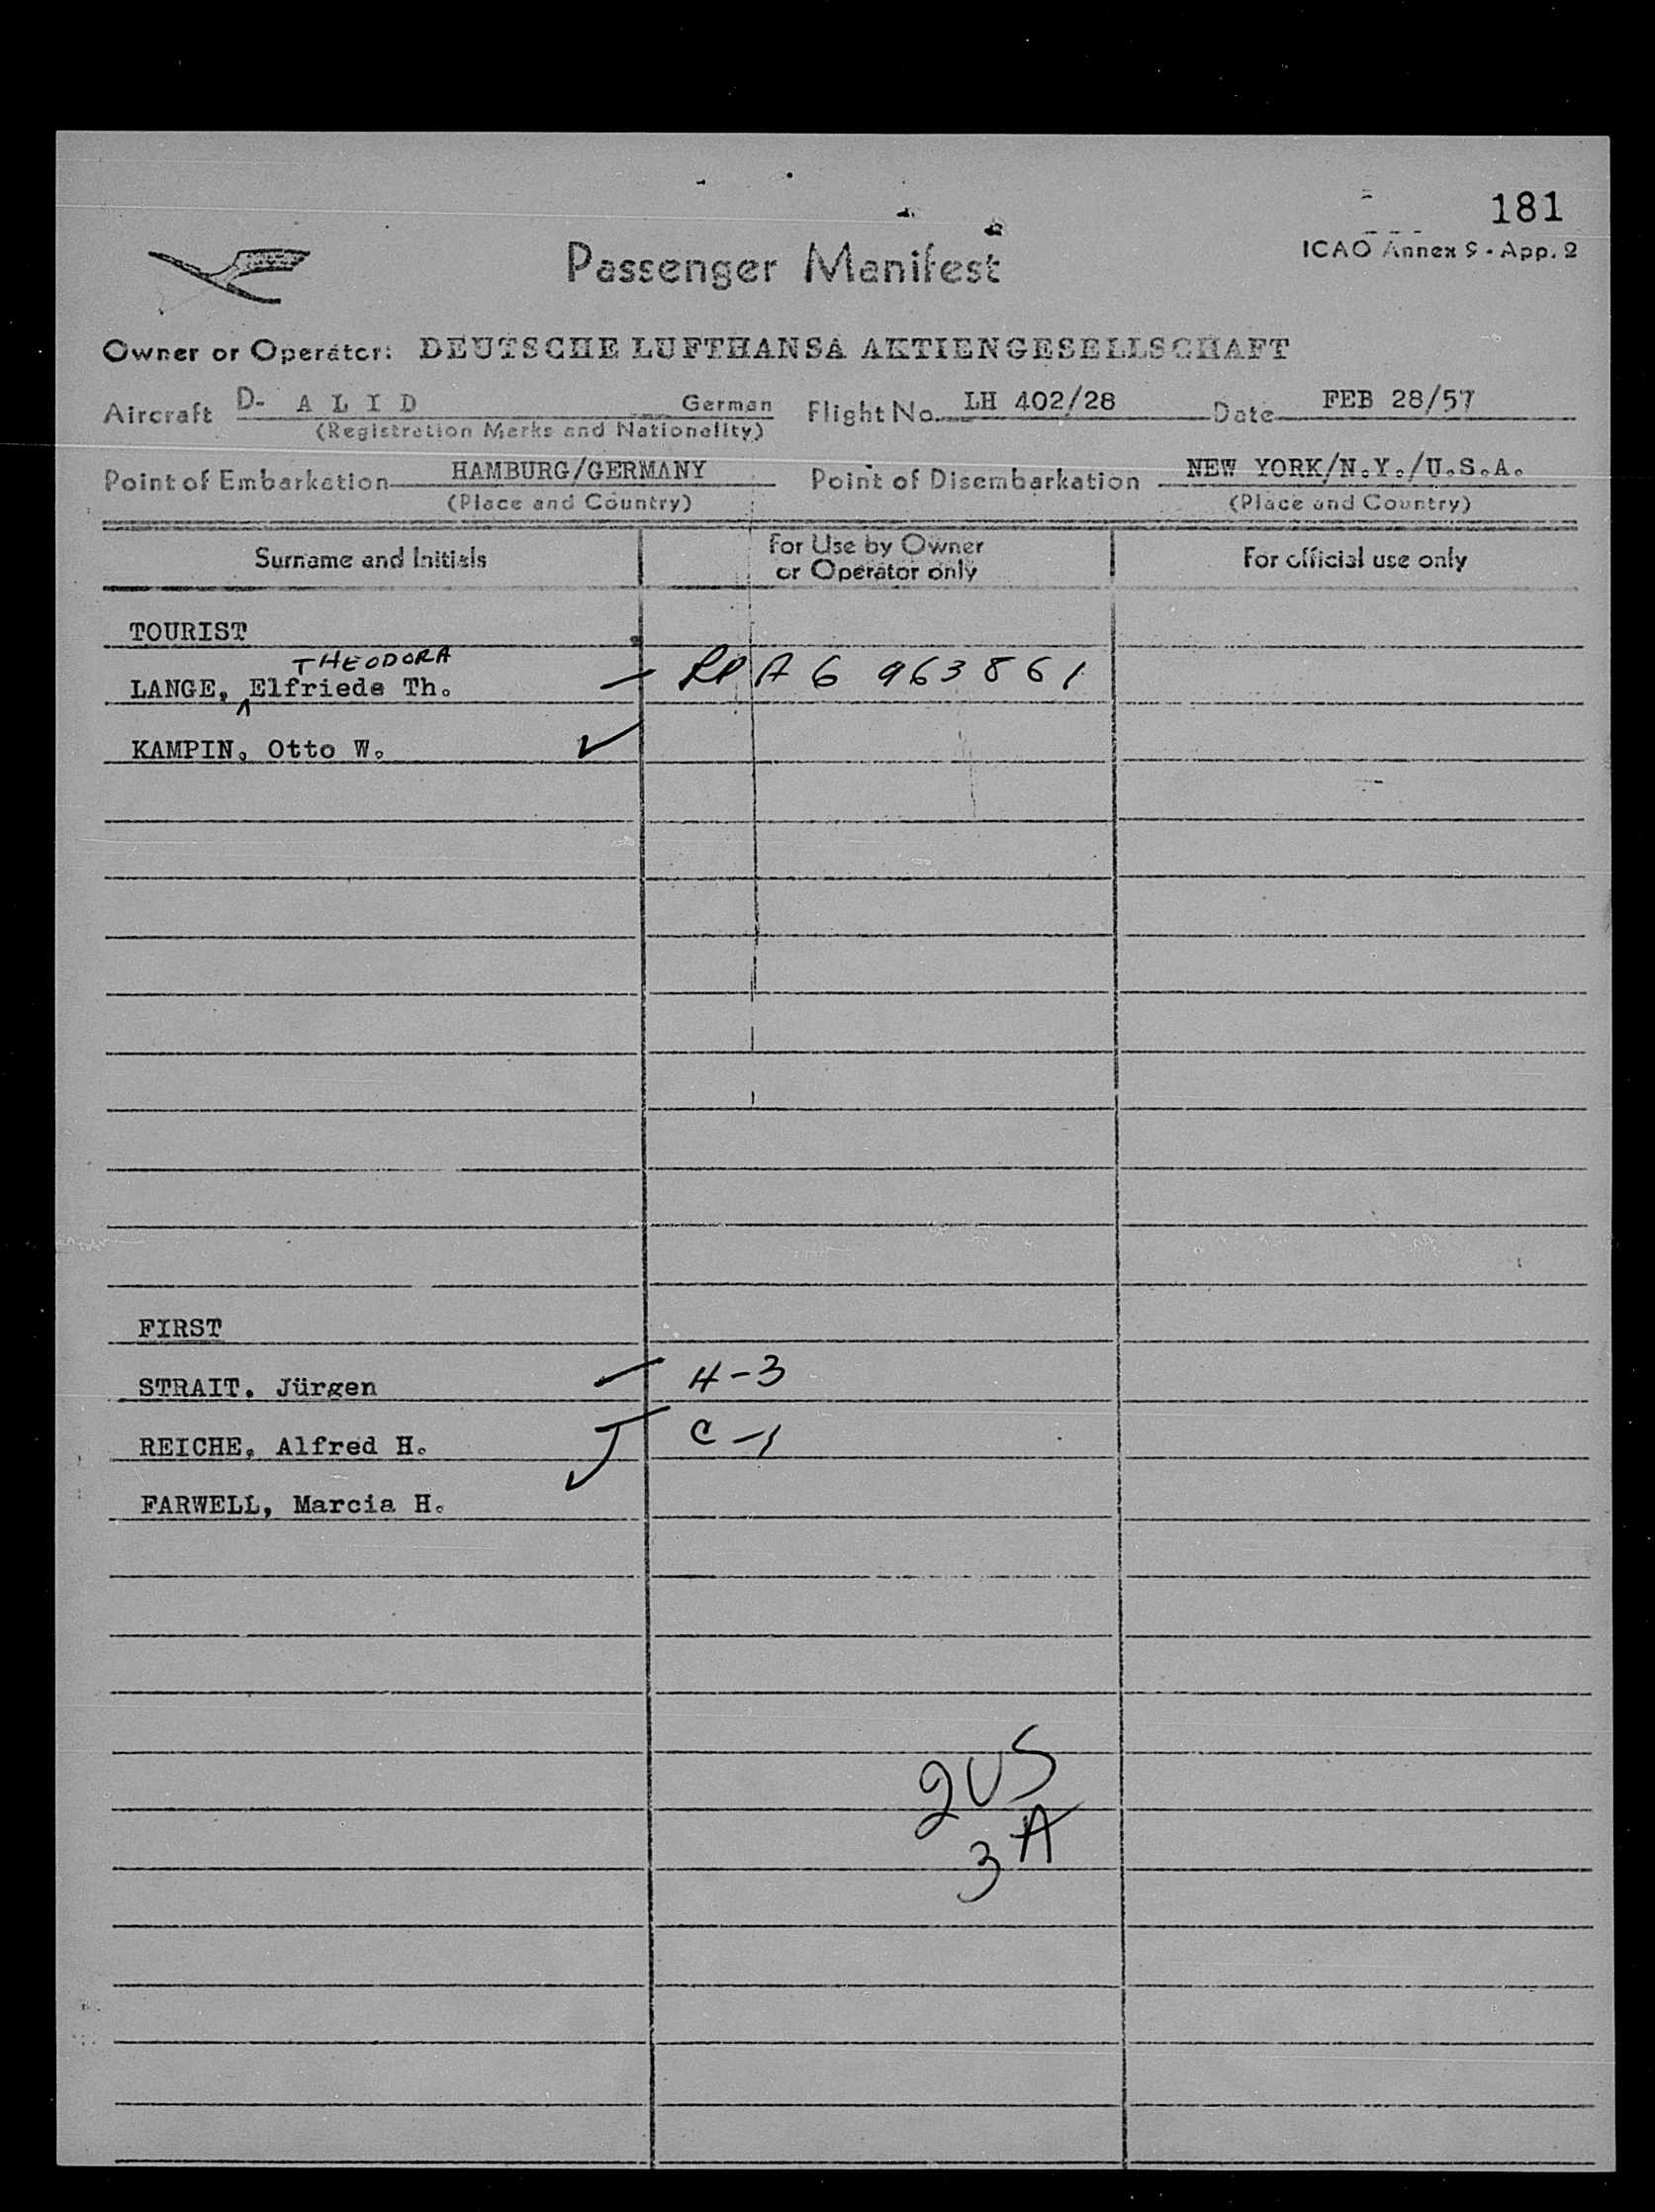 181
ICAO Annex 9 - App. 2
Passenger Manifest
Owner or Operator: DEUTSCHE LUFTHANSA AKTIENGESELLSCHAFT
Aircraft D- A L I D German Flight No. LH 402/28 Date FEB 28/57
(Registration Marks and Nationality)
Point of Embarkation HAMBURG/GERMANY Point of Disembarkation NEW YORK/N.Y./U.S.A.
(Place and Country) (Place and Country)
Surname and Initials For Use by Owner or Operator only For official use only
TOURIST
THEODORA
LANGE, Elfriede Th. A6 963861
KAMPIN, Otto W. ✓
FIRST
STRAIT. Jürgen H-3
REICHE, Alfred H. C-1
FARWELL, Marcia H. ✓
2 US
3 A